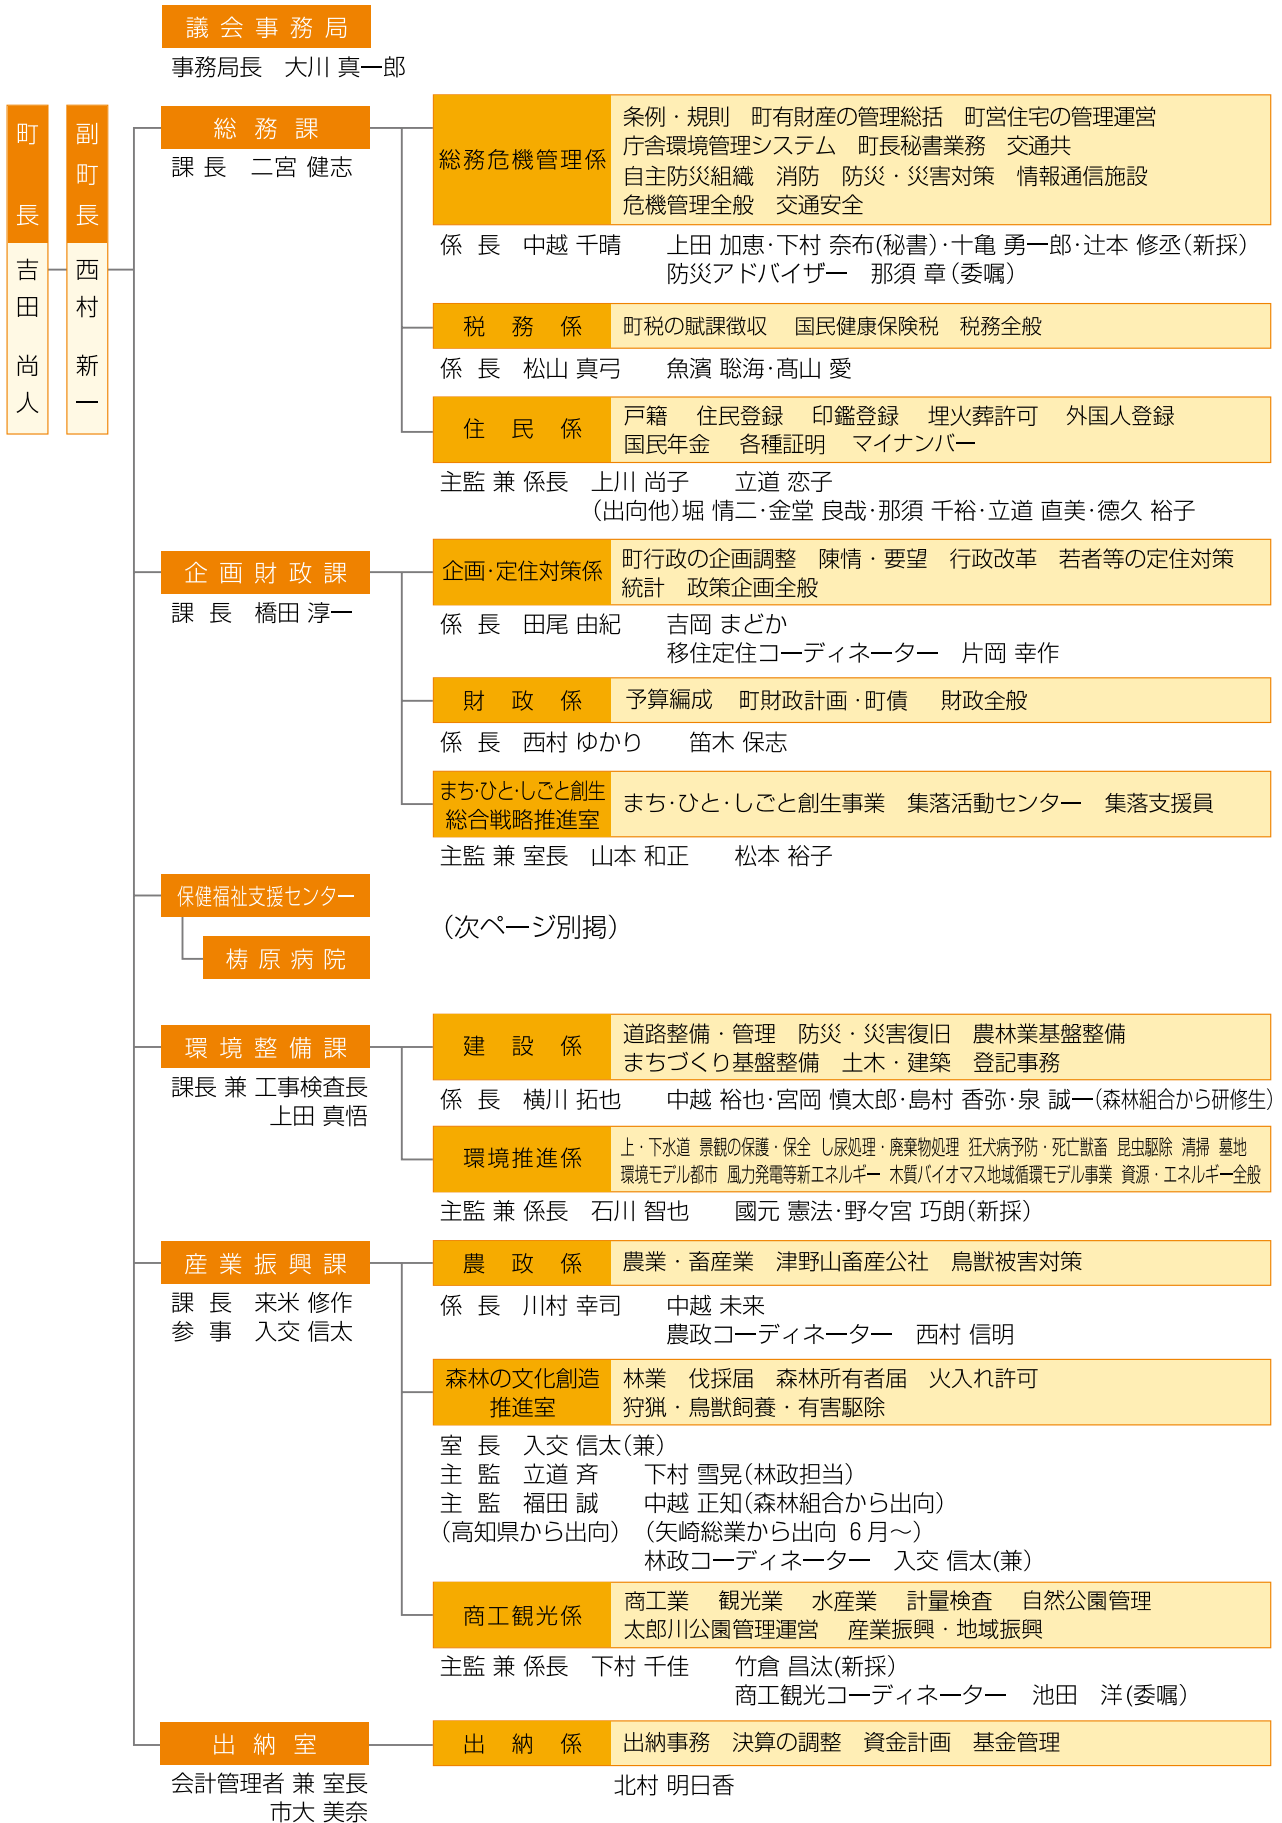 議会事務局
事務局長　大川 真一郎
町長
吉田 尚人
副町長
西村 新一
総務課
課 長　二宮 健志
総務危機管理係
条例・規則　町有財産の管理総括　町営住宅の管理運営
庁舎環境管理システム　町長秘書業務　交通共
自主防災組織　消防　防災・災害対策　情報通信施設
危機管理全般　交通安全
係 長　中越 千晴　　上田 加恵・下村 奈布(秘書)・十亀 勇一郎・辻本 修丞（新採）
防災アドバイザー　那須 章（委嘱）
税務係
町税の賦課徴収　国民健康保険税　税務全般
係 長　松山 真弓　　魚濱 聡海・髙山 愛
住民係
戸籍　住民登録　印鑑登録　埋火葬許可　外国人登録
国民年金　各種証明　マイナンバー
主監 兼 係長　上川 尚子　　立道 恋子
（出向他）堀 情二・金堂 良哉・那須 千裕・立道 直美・德久 裕子
企画財政課
課 長　橋田 淳一
企画・定住対策係
町行政の企画調整　陳情・要望　行政改革　若者等の定住対策
統計　政策企画全般
係 長　田尾 由紀　　吉岡 まどか
移住定住コーディネーター　片岡 幸作
財政係
予算編成　町財政計画・町債　財政全般
係 長　西村 ゆかり　　笛木 保志
まち・ひと・しごと創生
総合戦略推進室
まち・ひと・しごと創生事業　集落活動センター　集落支援員
主監 兼 室長　山本 和正　　松本 裕子
保健福祉支援センター
（次ページ別掲）
梼原病院
環境整備課
課長 兼 工事検査長
上田 真悟
建設係
道路整備・管理　防災・災害復旧　農林業基盤整備
まちづくり基盤整備　土木・建築　登記事務
係 長　横川 拓也　　中越 裕也・宮岡 慎太郎・島村 香弥・泉 誠一（森林組合から研修生）
環境推進係
上・下水道　景観の保護・保全　し尿処理・廃棄物処理　狂犬病予防・死亡獣畜　昆虫駆除　清掃　墓地
環境モデル都市　風力発電等新エネルギー　木質バイオマス地域循環モデル事業　資源・エネルギー全般
主監 兼 係長　石川 智也　　國元 憲法・野々宮 巧朗（新採）
産業振興課
課 長　来米 修作
参 事　入交 信太
農政係
農業・畜産業　津野山畜産公社　鳥獣被害対策
係 長　川村 幸司　　中越 未来
農政コーディネーター　西村 信明
森林の文化創造
推進室
林業　伐採届　森林所有者届　火入れ許可
狩猟・鳥獣飼養・有害駆除
室 長　入交 信太（兼）
主 監　立道 斉　　下村 雪晃（林政担当）
主 監　福田 誠　　中越 正知（森林組合から出向）
（高知県から出向）　（矢崎総業から出向 6月～）
林政コーディネーター　入交 信太(兼）
商工観光係
商工業　観光業　水産業　計量検査　自然公園管理
太郎川公園管理運営　産業振興・地域振興
主監 兼 係長　下村 千佳　　竹倉 昌汰(新採）
商工観光コーディネーター　池田　洋(委嘱）
出納室
会計管理者 兼 室長
市大 美奈
出納係
出納事務　決算の調整　資金計画　基金管理
北村 明日香